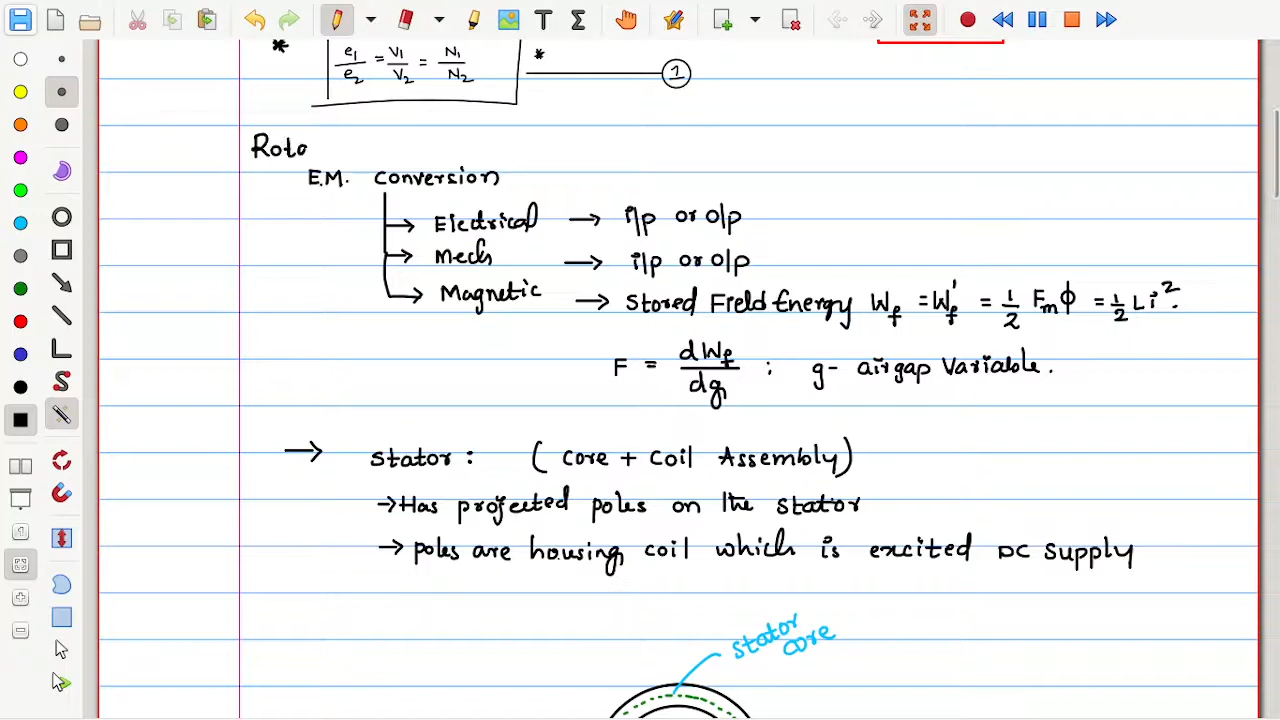 * e1/e2 = V1/V2 = N1/N2 * 1
Roto
E.M. Conversion
→ Electrical → i/p or o/p
→ Mech → i/p or o/p
→ Magnetic → Stored Field Energy Wf = Wf' = 1/2 Fm ϕ = 1/2 Li².
F = dWf/dg ; g - airgap Variable.
→ Stator : ( Core + Coil Assembly)
→ Has projected poles on the stator
→ poles are housing coil which is excited DC Supply
stator
core